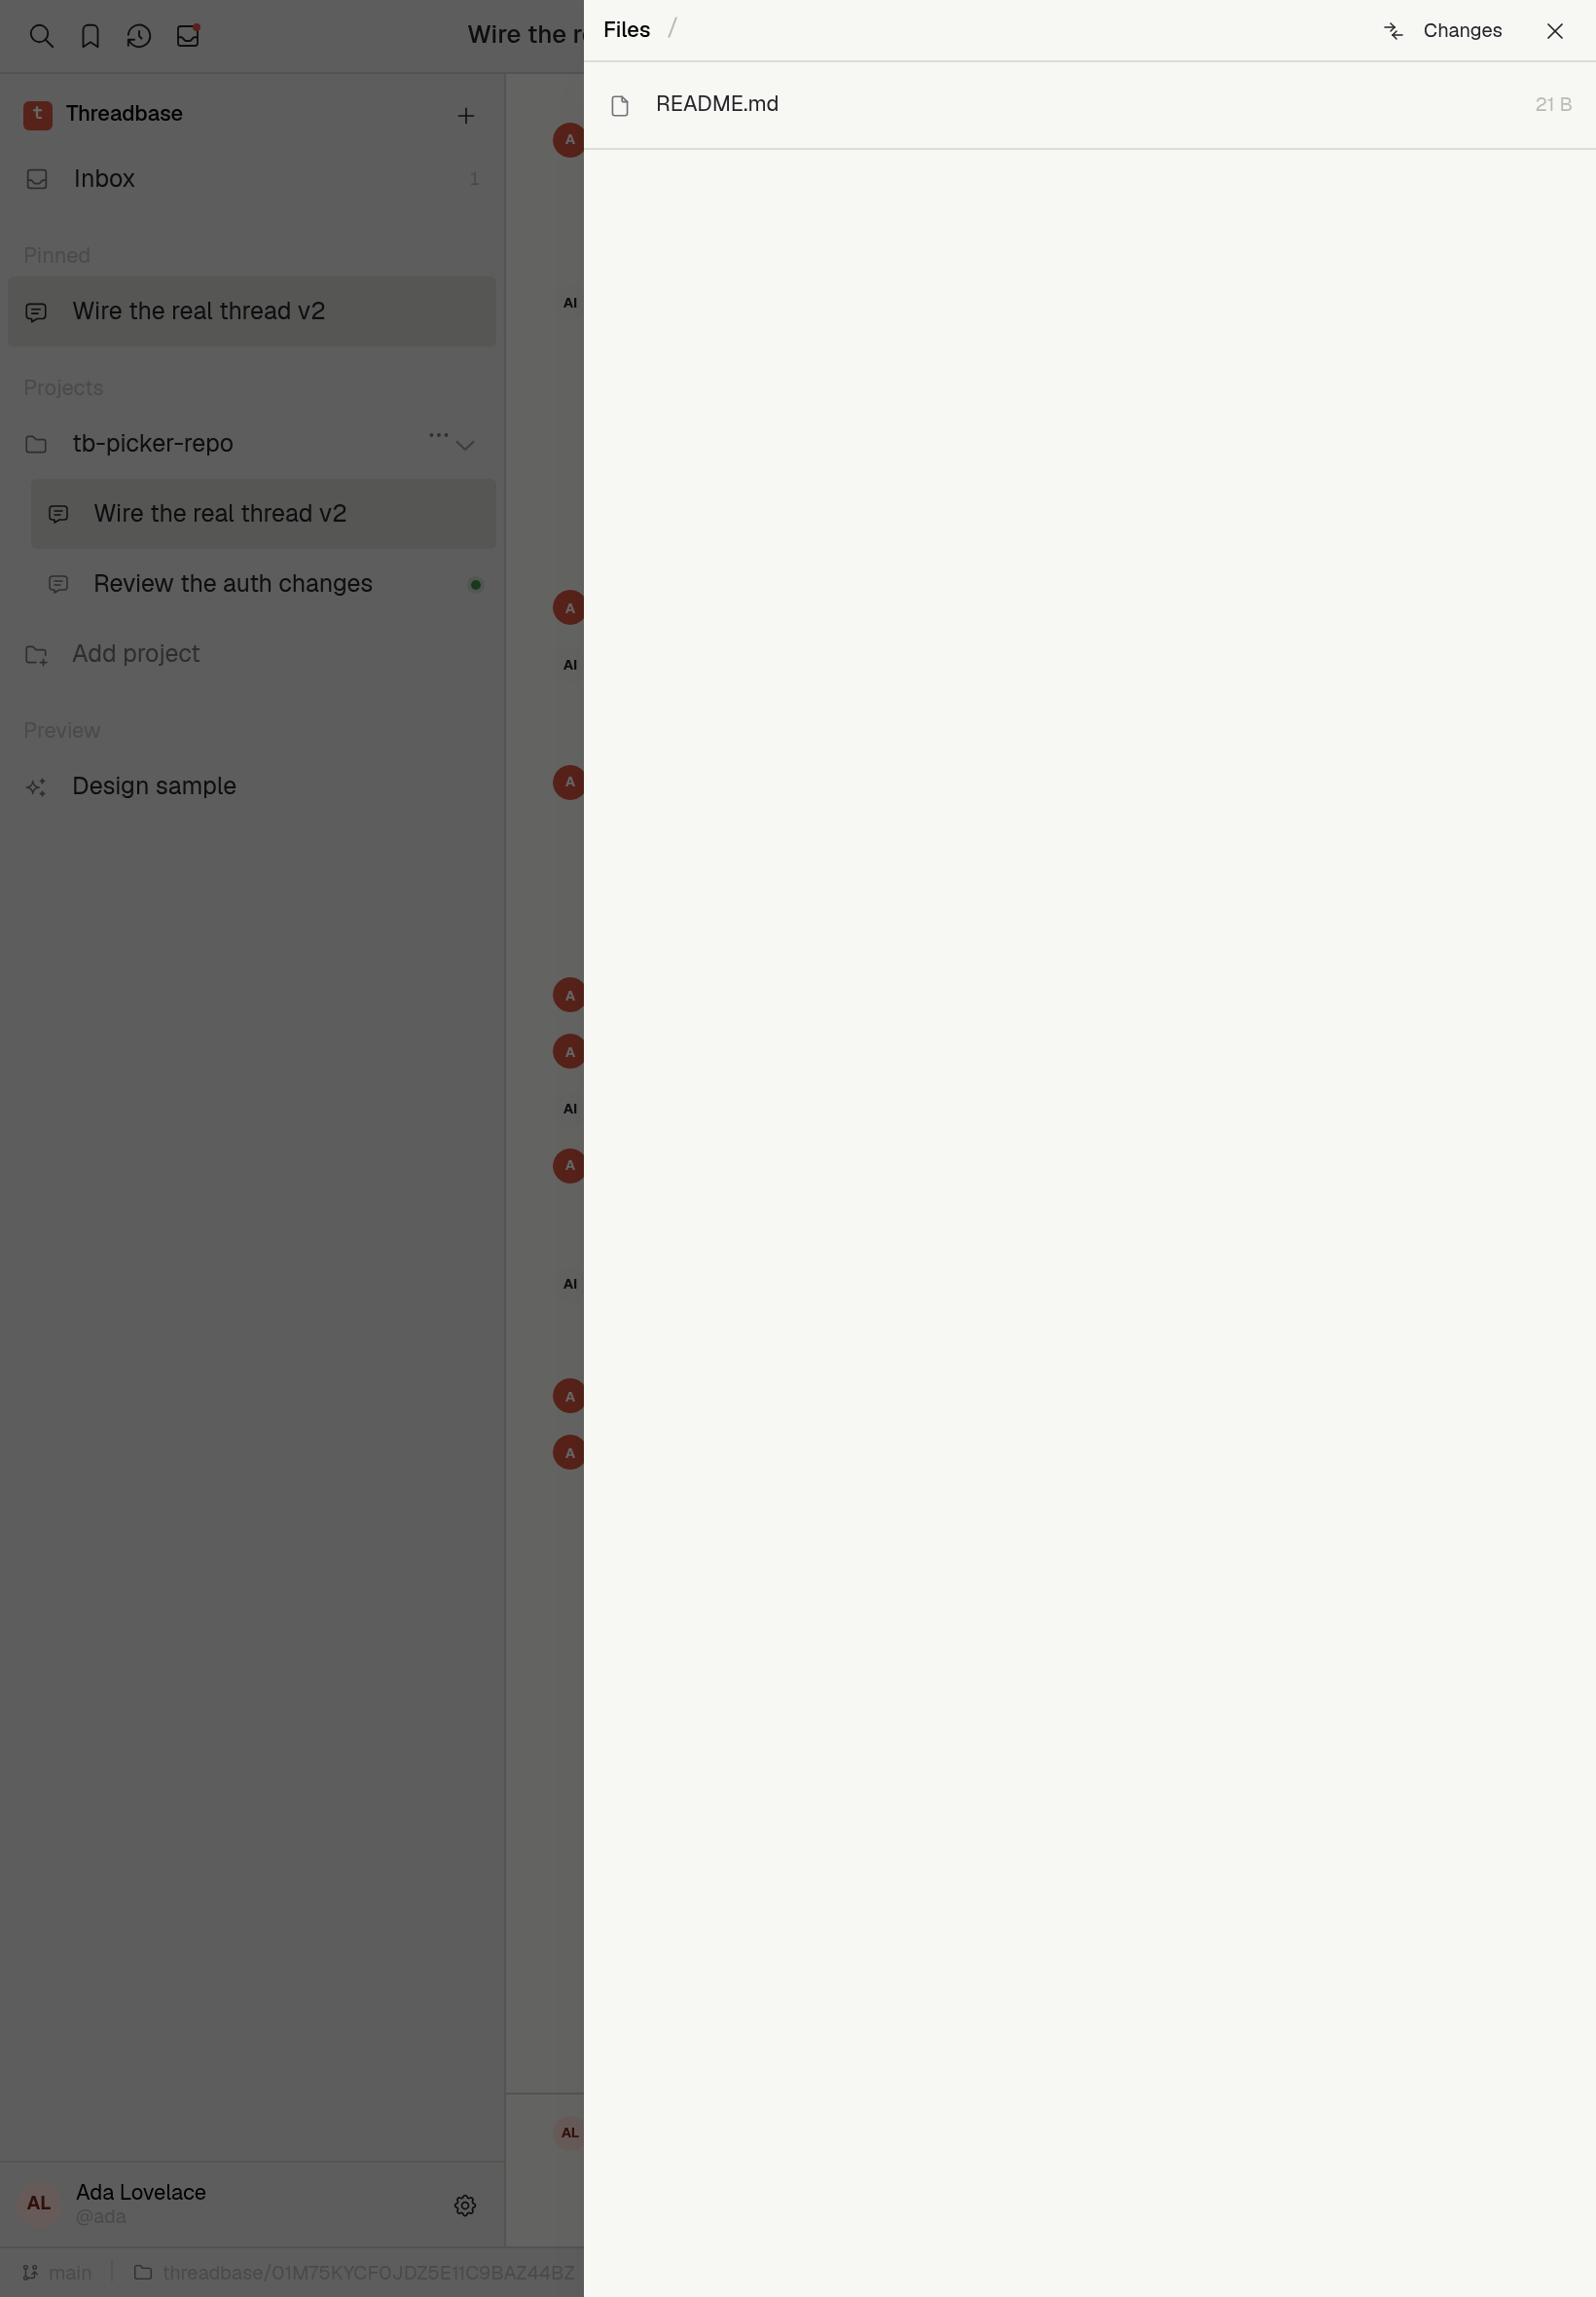 Wire the r
Files /
Changes
t Threadbase
README.md
21 B
Inbox
1
Pinned
Wire the real thread v2
Projects
tb-picker-repo
Wire the real thread v2
Review the auth changes
Add project
Preview
Design sample
A
AI
A
AI
A
A
A
AI
A
AI
A
A
AL
AL
Ada Lovelace
@ada
main
threadbase/01M75KYCF0JDZ5E11C9BAZ44BZ